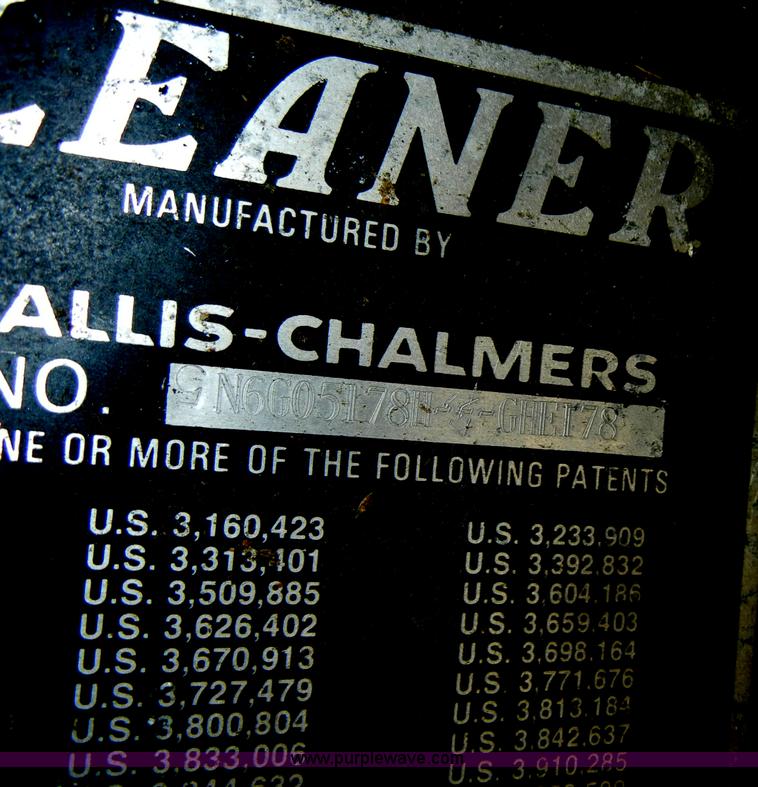 LEANER
MANUFACTURED BY
ALLIS-CHALMERS
NO.
NE OR MORE OF THE FOLLOWING PATENTS
U.S. 3,160,423 U.S. 3,233,909
U.S. 3,313,401 U.S. 3,392,832
U.S. 3,509,885 U.S. 3,604,186
U.S. 3,626,402 U.S. 3,659,403
U.S. 3,670,913 U.S. 3,698,164
U.S. 3,727,479 U.S. 3,771,676
U.S. 3,800,804 U.S. 3,813,184
U.S. 3,833,006 U.S. 3,842,637
U.S. 3,910,285
www.purplewave.com